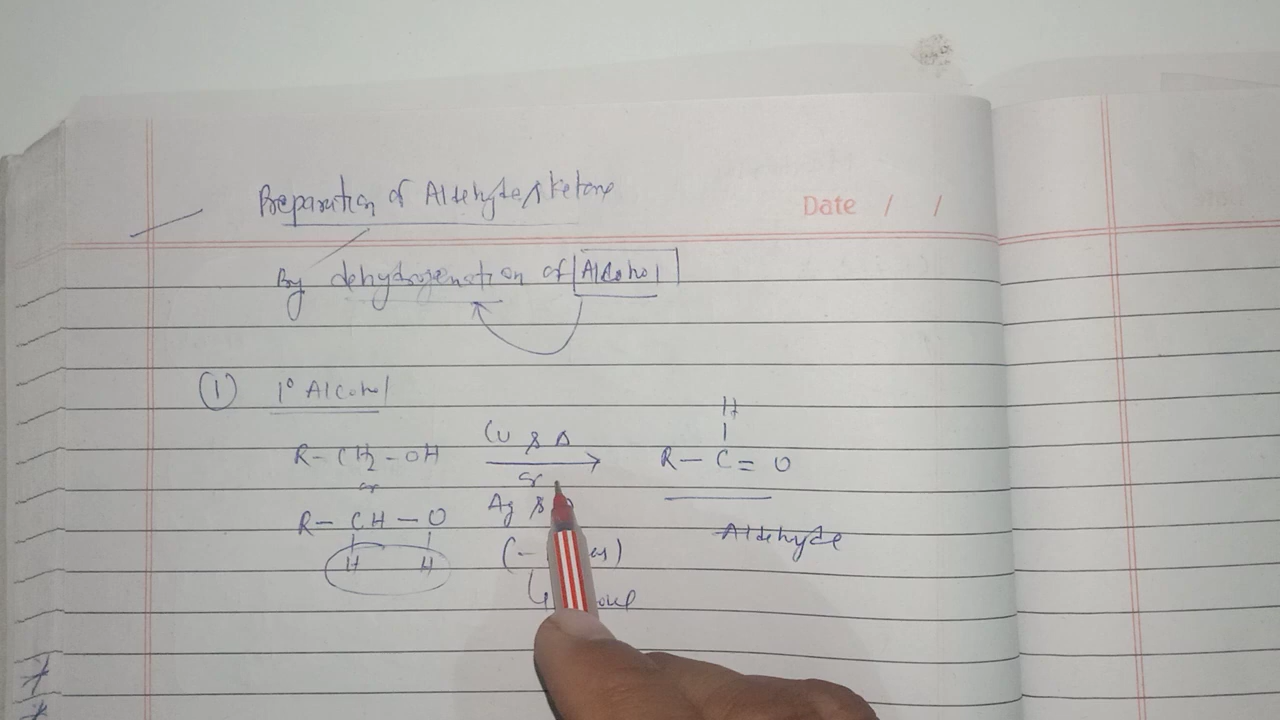 Preparation of Aldehyde & Ketone
Date / /
By dehydrogenation of Alcohol
① 1° Alcohol
H
Cu & Δ
R - CH2 - OH
R - C = O
or
or
Ag &
R - CH - O
Aldehyde
H H